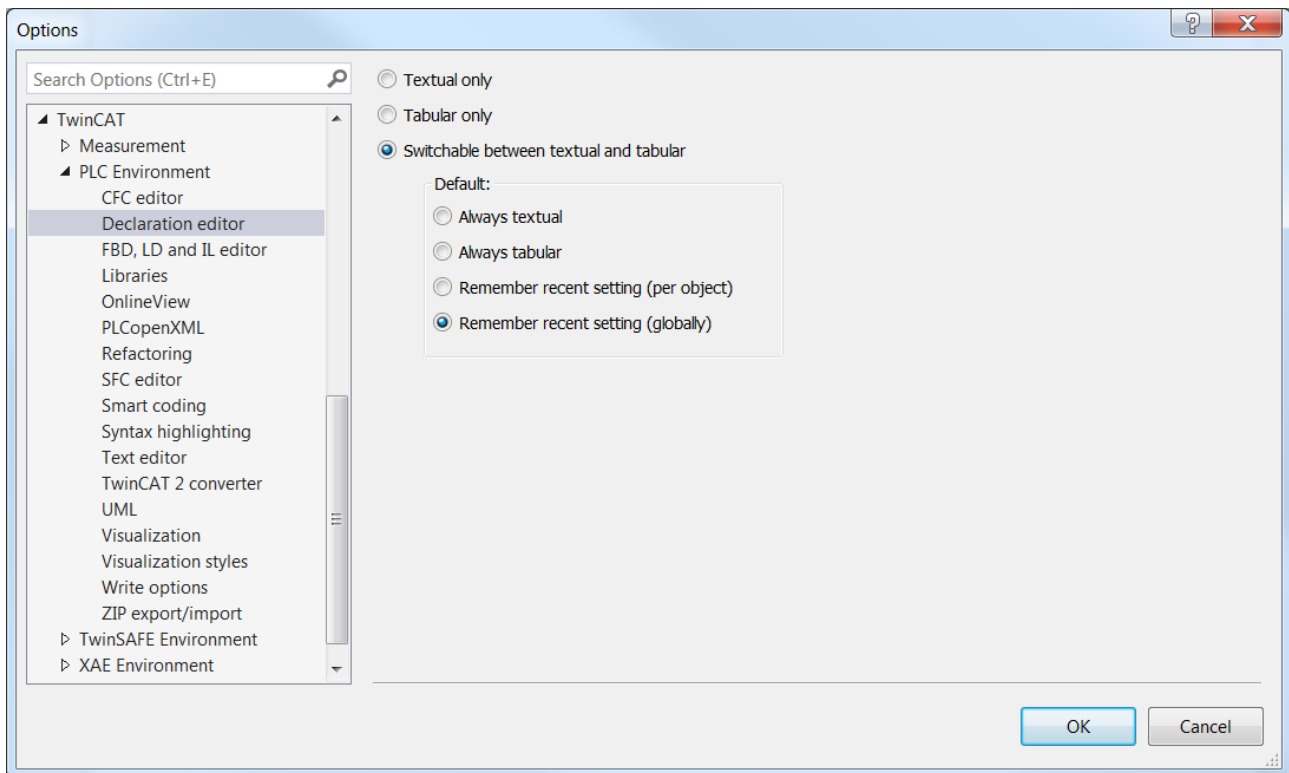 Options
Search Options (Ctrl+E)
TwinCAT
Measurement
PLC Environment
CFC editor
Declaration editor
FBD, LD and IL editor
Libraries
OnlineView
PLCopenXML
Refactoring
SFC editor
Smart coding
Syntax highlighting
Text editor
TwinCAT 2 converter
UML
Visualization
Visualization styles
Write options
ZIP export/import
TwinSAFE Environment
XAE Environment
Textual only
Tabular only
Switchable between textual and tabular
Default:
Always textual
Always tabular
Remember recent setting (per object)
Remember recent setting (globally)
OK
Cancel